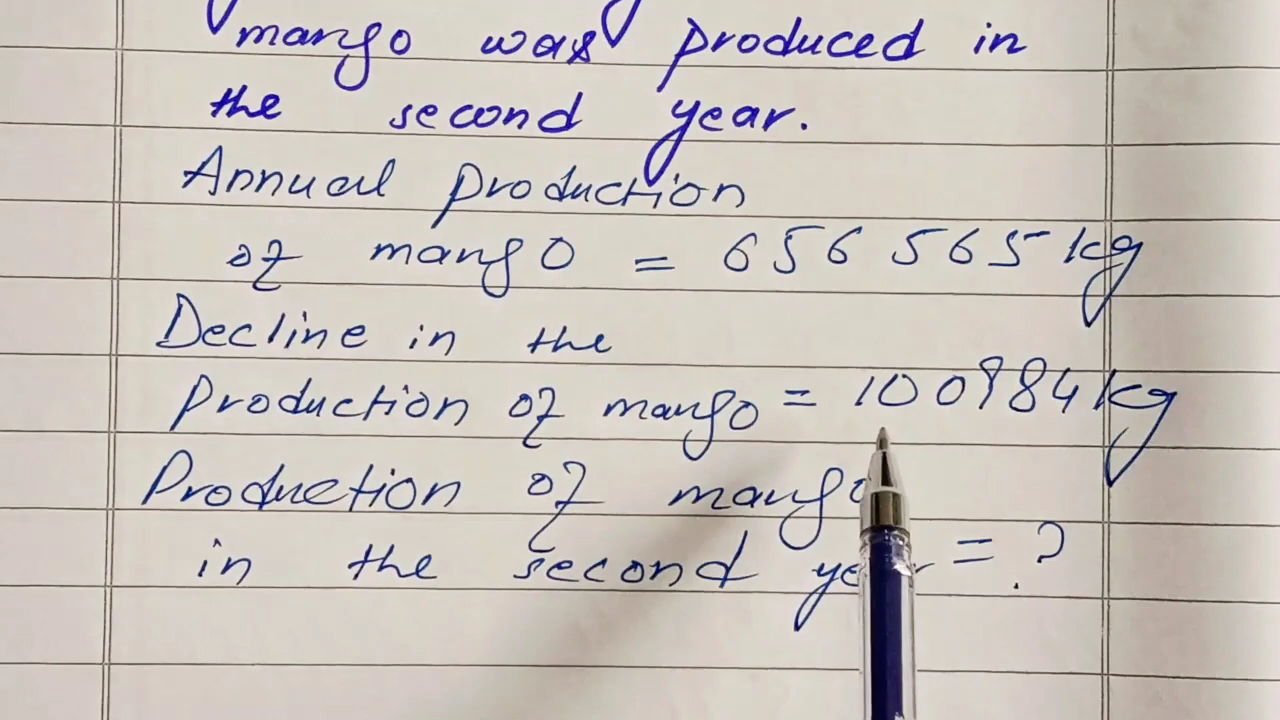 mango was produced in
the second year.
Annual production
of mango = 656 565 kg
Decline in the
Production of mango = 100984 kg
Production of mango
in the second year = ?